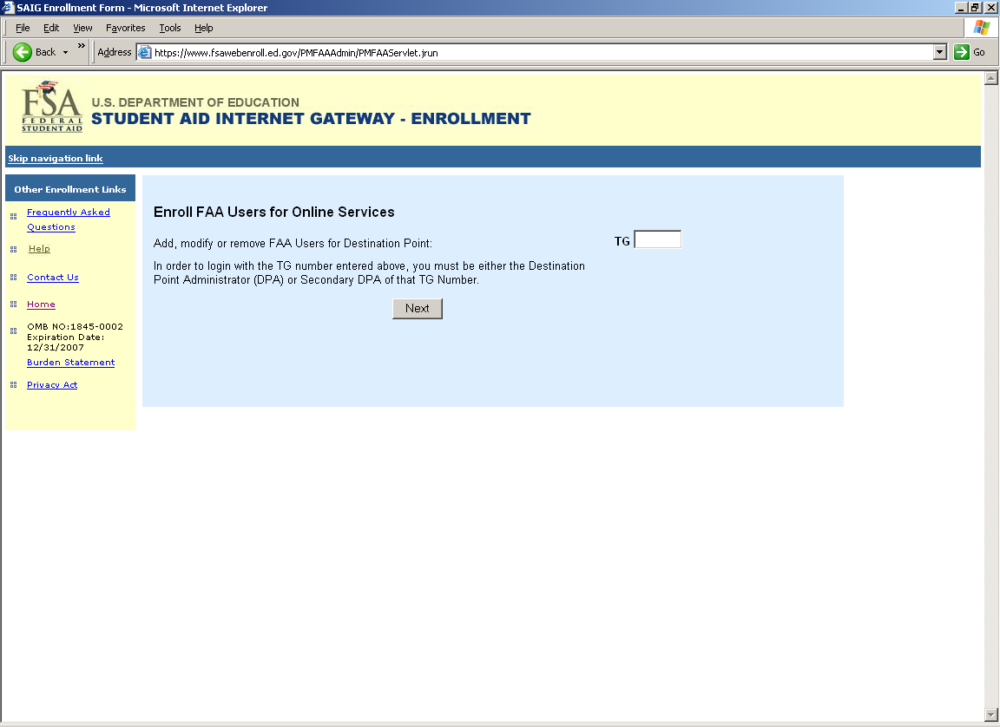 SAIG Enrollment Form - Microsoft Internet Explorer
File Edit View Favorites Tools Help
Back » Address https://www.fsawebenroll.ed.gov/PMFAAAdmin/PMFAAServlet.jrun Go
FSA
FEDERAL
STUDENT AID
U.S. DEPARTMENT OF EDUCATION
STUDENT AID INTERNET GATEWAY - ENROLLMENT
Skip navigation link
Other Enrollment Links
Frequently Asked
Questions
Help
Contact Us
Home
OMB NO:1845-0002
Expiration Date:
12/31/2007
Burden Statement
Privacy Act
Enroll FAA Users for Online Services
Add, modify or remove FAA Users for Destination Point: TG
In order to login with the TG number entered above, you must be either the Destination
Point Administrator (DPA) or Secondary DPA of that TG Number.
Next